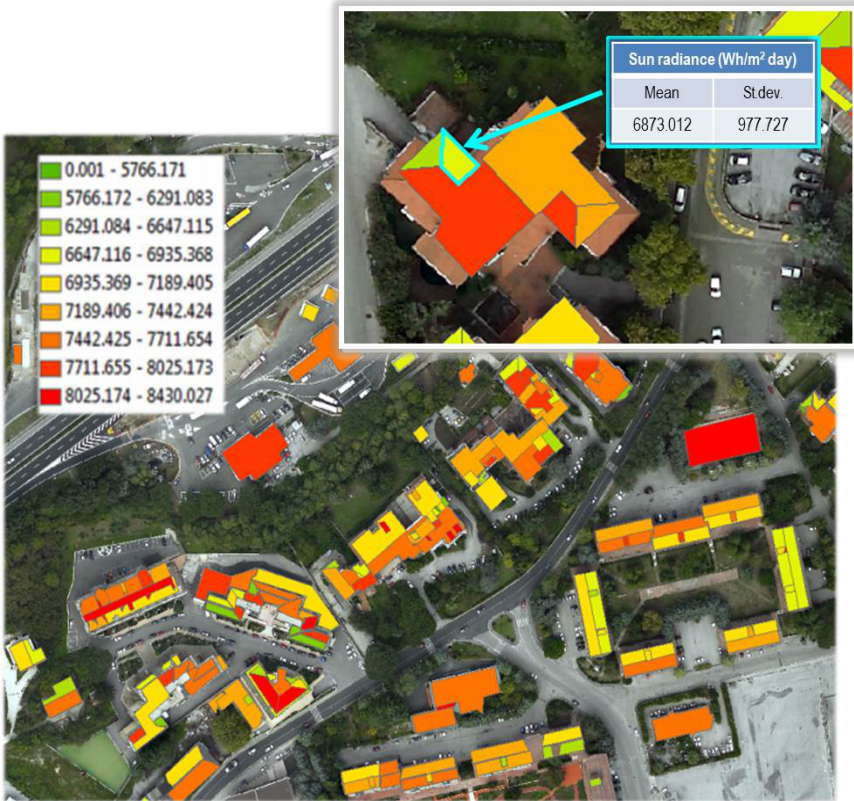 Sun radiance (Wh/m² day)
Mean St.dev.
6873.012 977.727
0.001 - 5766.171
5766.172 - 6291.083
6291.084 - 6647.115
6647.116 - 6935.368
6935.369 - 7189.405
7189.406 - 7442.424
7442.425 - 7711.654
7711.655 - 8025.173
8025.174 - 8430.027